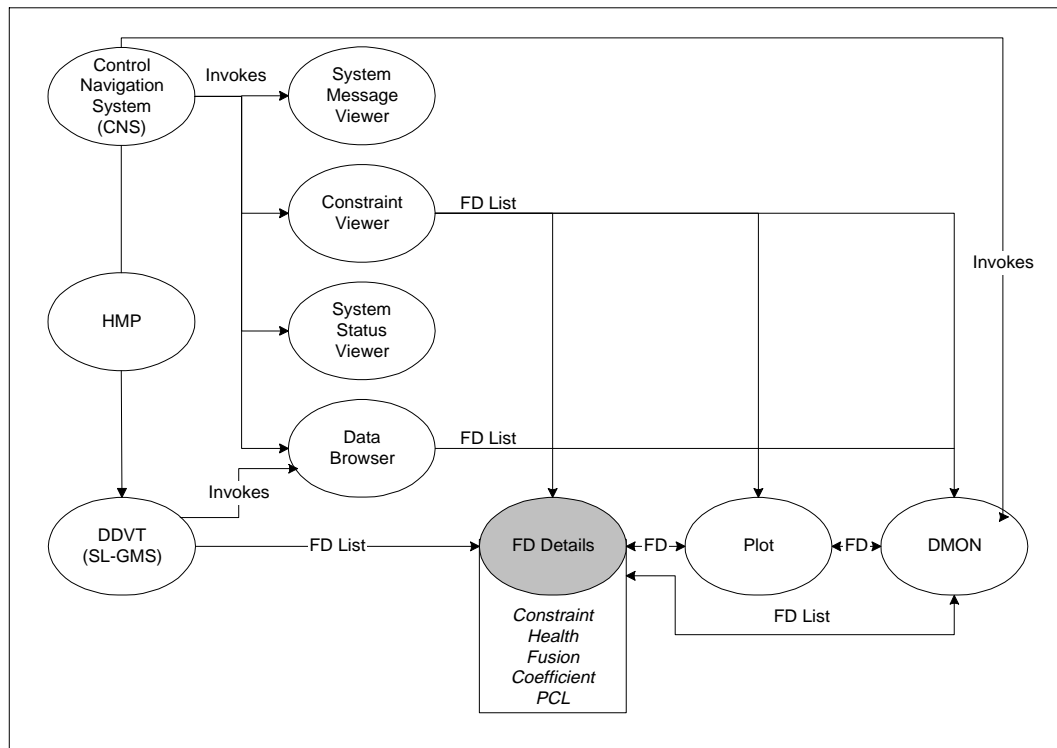 Control
Navigation
System
(CNS)
Invokes
System
Message
Viewer
Constraint
Viewer
FD List
Invokes
HMP
System
Status
Viewer
Data
Browser
FD List
Invokes
DDVT
(SL-GMS)
FD List
FD Details
FD
Plot
FD
DMON
FD List
Constraint
Health
Fusion
Coefficient
PCL